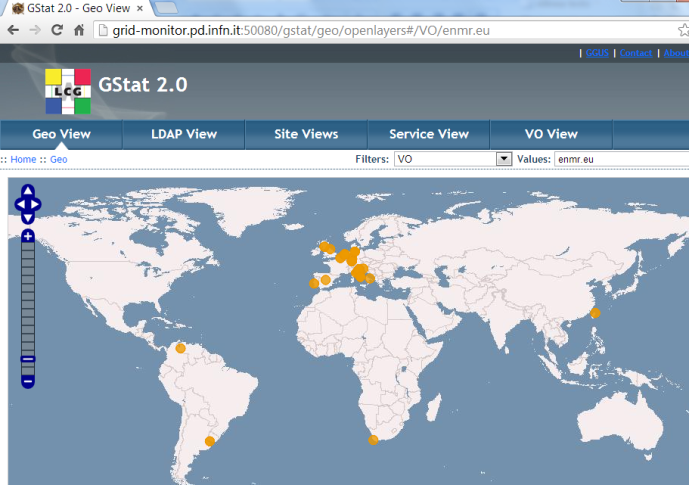 GStat 2.0 - Geo View
grid-monitor.pd.infn.it:50080/gstat/geo/openlayers#/VO/enmr.eu
| GGUS | Contact | About
LCG
GStat 2.0
Geo View LDAP View Site Views Service View VO View
:: Home :: Geo Filters: VO Values: enmr.eu